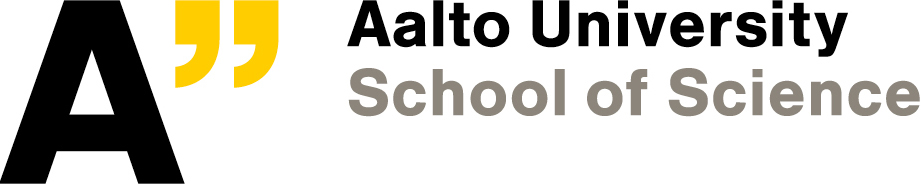 A”
Aalto University
School of Science